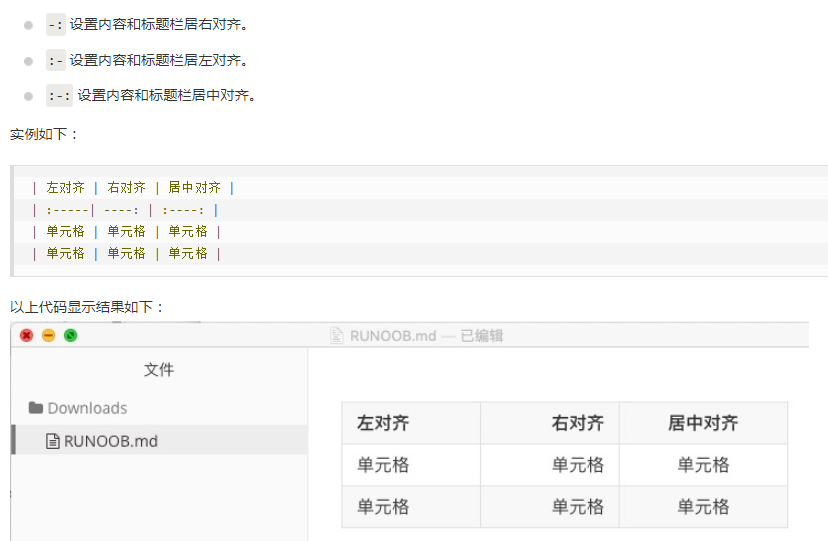 -: 设置内容和标题栏居右对齐。
:- 设置内容和标题栏居左对齐。
:-: 设置内容和标题栏居中对齐。
实例如下：
| 左对齐 | 右对齐 | 居中对齐 |
| :-----| ----: | :----: |
| 单元格 | 单元格 | 单元格 |
| 单元格 | 单元格 | 单元格 |
以上代码显示结果如下：
RUNOOB.md — 已编辑
文件
Downloads
RUNOOB.md
左对齐 右对齐 居中对齐
单元格 单元格 单元格
单元格 单元格 单元格